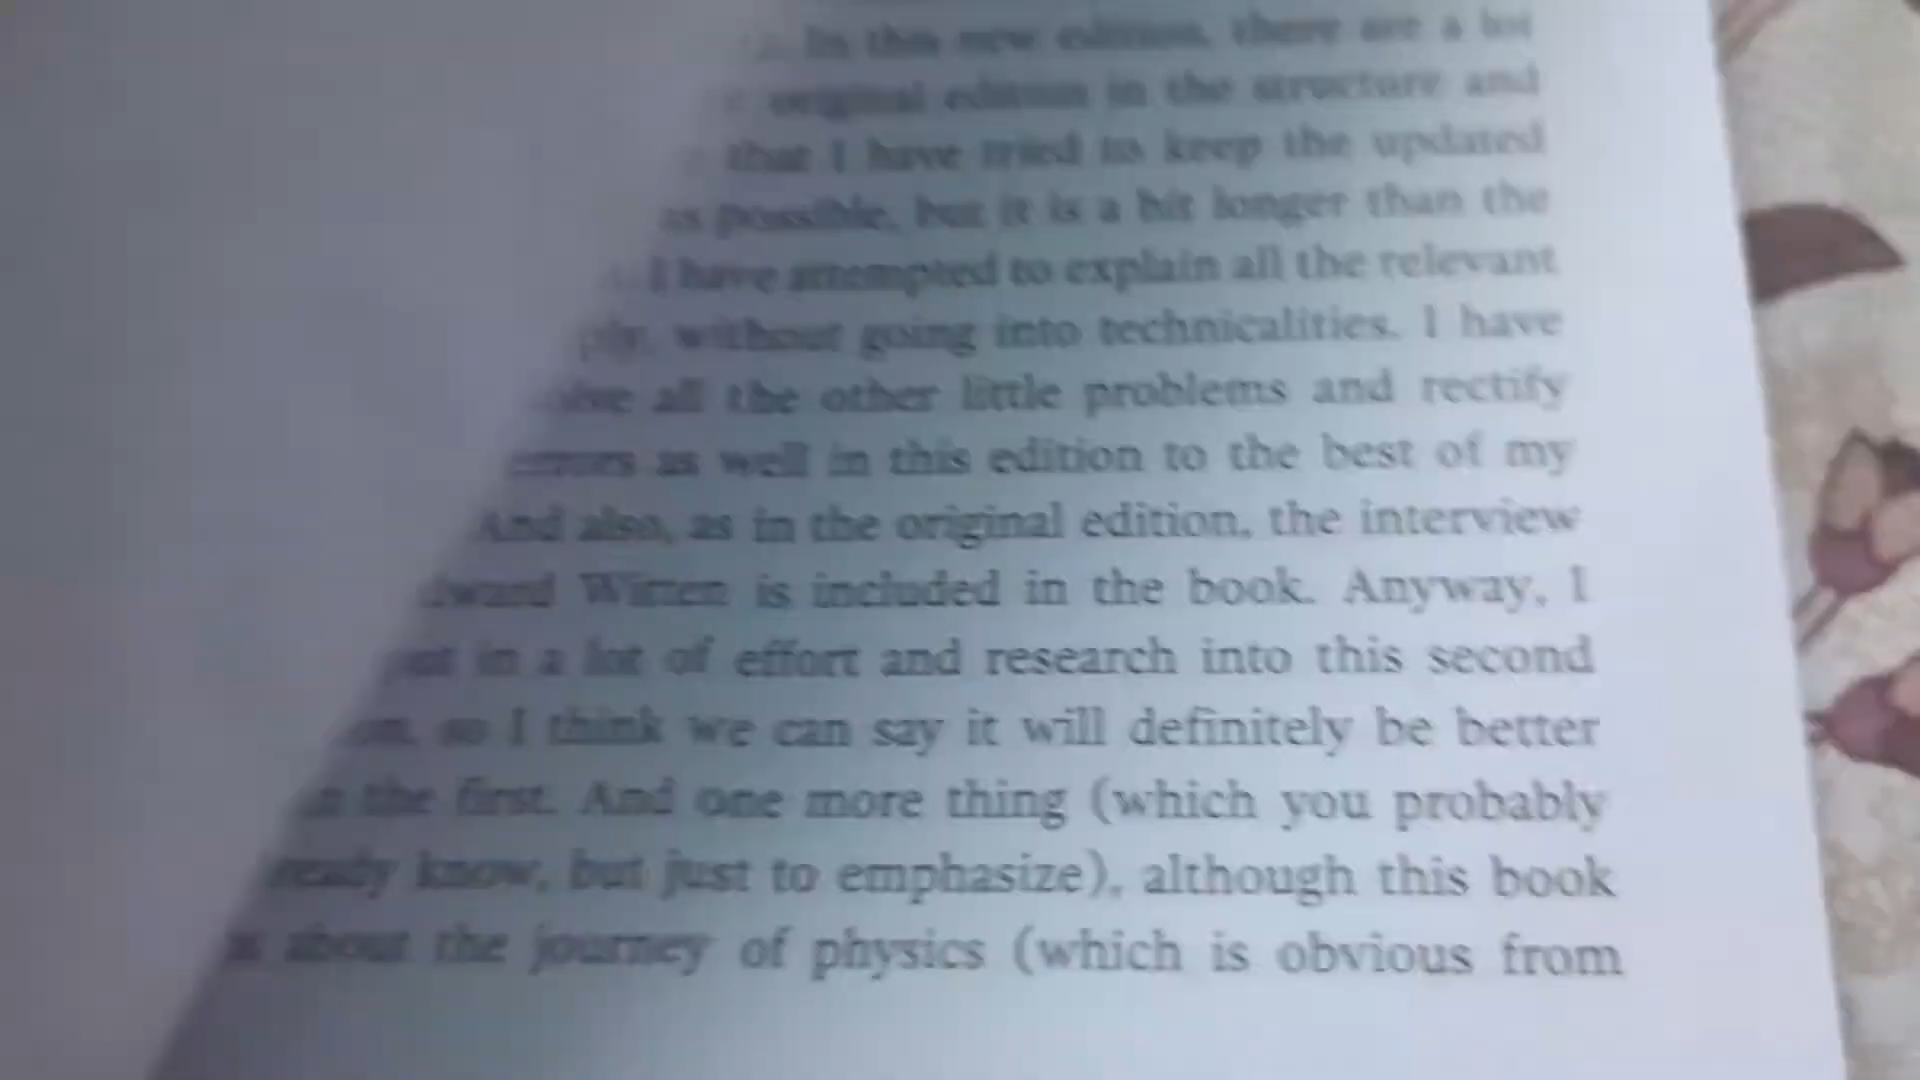 In this new edition, there are a lot
original edition in the structure and
that I have tried to keep the updated
as possible, but it is a bit longer than the
I have attempted to explain all the relevant
without going into technicalities. I have
all the other little problems and rectify
errors as well in this edition to the best of my
And also, as in the original edition, the interview
Witten is included in the book. Anyway, I
in a lot of effort and research into this second
so I think we can say it will definitely be better
the first. And one more thing (which you probably
know, but just to emphasize), although this book
about the journey of physics (which is obvious from